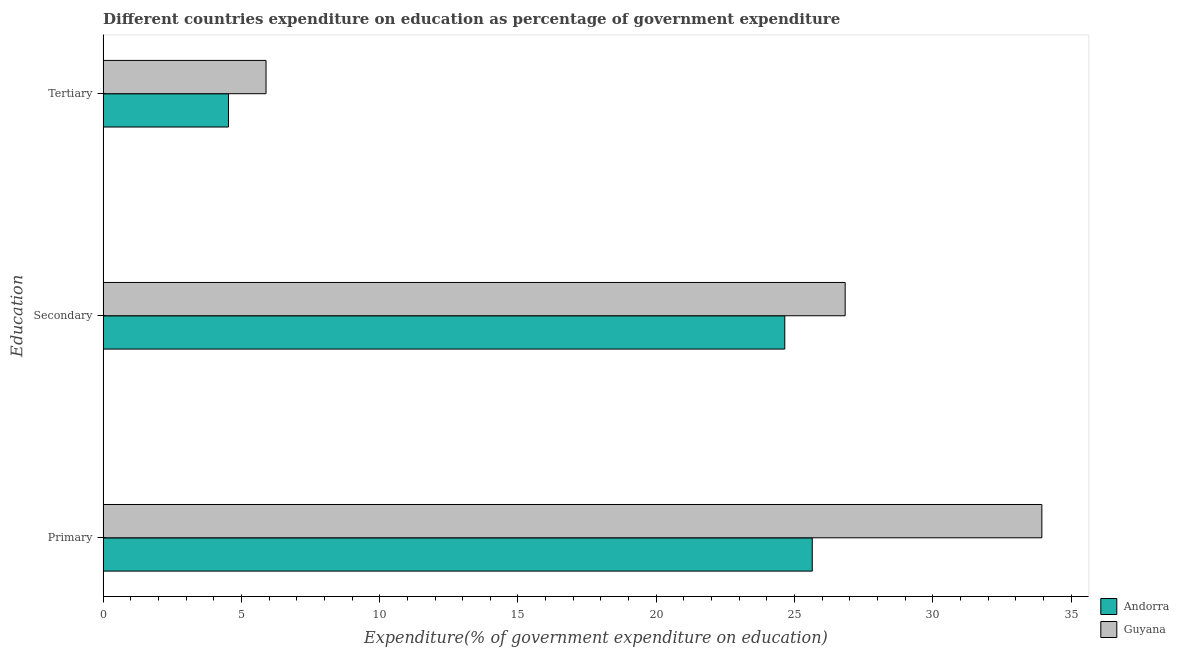 Different countries expenditure on education as percentage of government expenditure
Education
Tertiary
Secondary
Primary
0 5 10 15 20 25 30 35
Expenditure(% of government expenditure on education)
Andorra
Guyana